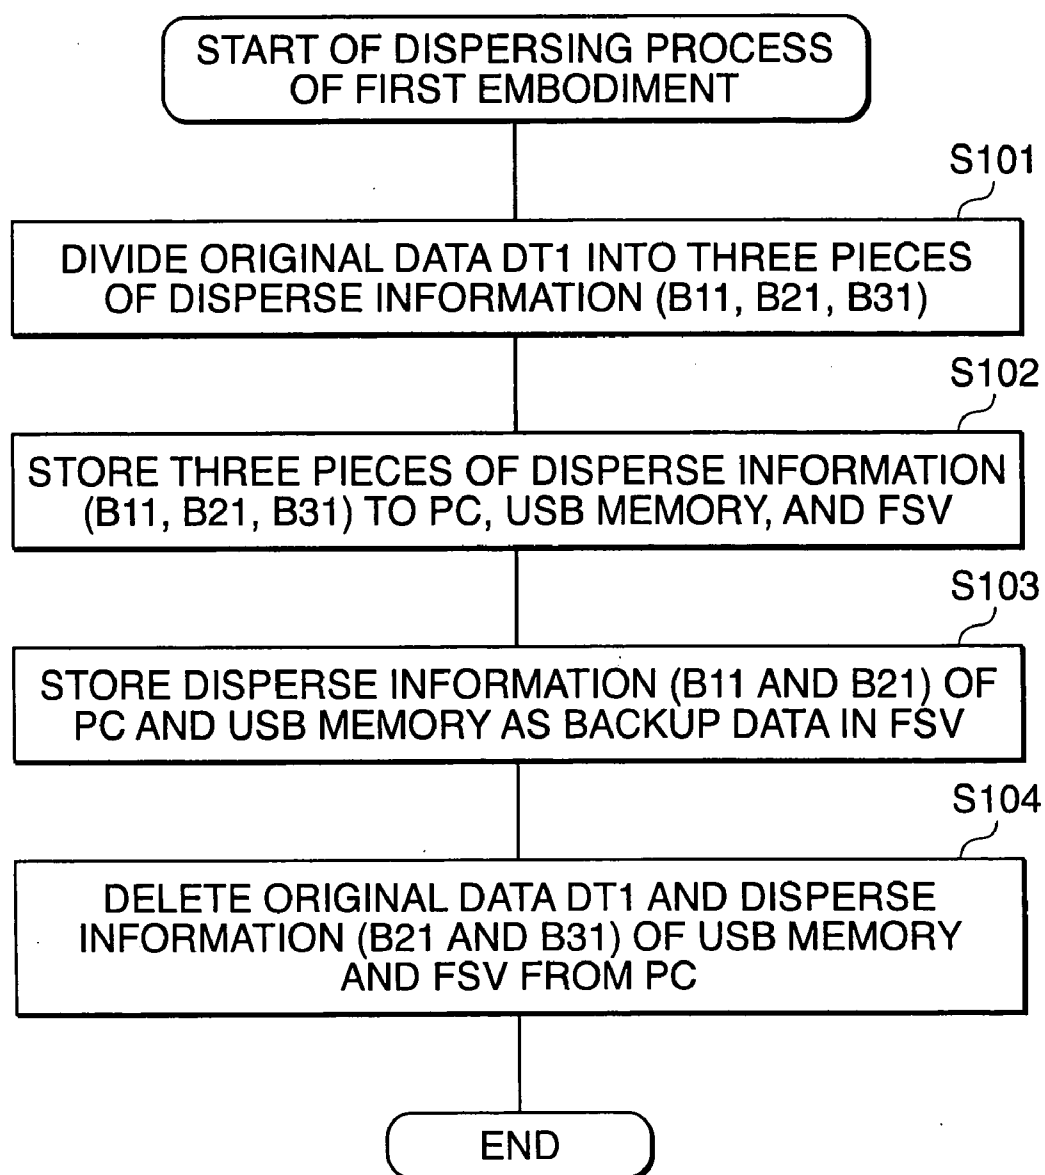 START OF DISPERSING PROCESS
OF FIRST EMBODIMENT
S101
DIVIDE ORIGINAL DATA DT1 INTO THREE PIECES
OF DISPERSE INFORMATION (B11, B21, B31)
S102
STORE THREE PIECES OF DISPERSE INFORMATION
(B11, B21, B31) TO PC, USB MEMORY, AND FSV
S103
STORE DISPERSE INFORMATION (B11 AND B21) OF
PC AND USB MEMORY AS BACKUP DATA IN FSV
S104
DELETE ORIGINAL DATA DT1 AND DISPERSE
INFORMATION (B21 AND B31) OF USB MEMORY
AND FSV FROM PC
END